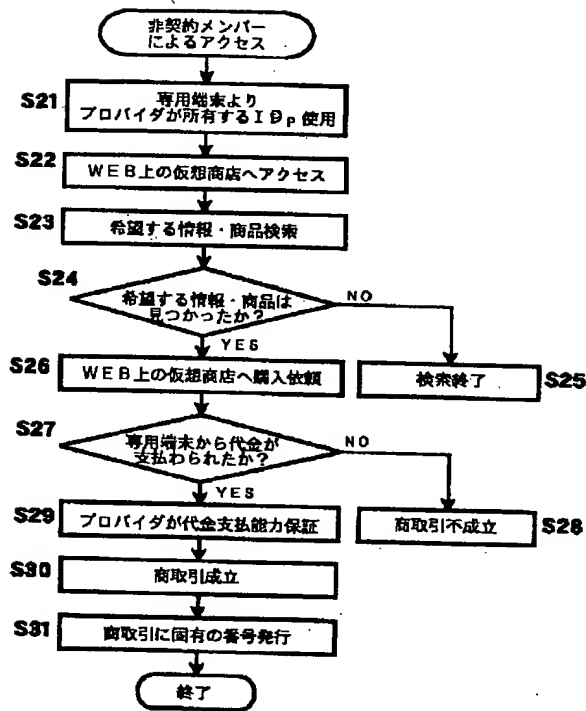 非契約メンバー
によるアクセス
S21
専用端末より
プロバイダが所有するIDP使用
S22
WEB上の仮想商店へアクセス
S23
希望する情報・商品検索
S24
希望する情報・商品は
見つかったか?
NO
YES
S26
WEB上の仮想商店へ購入依頼
検索終了
S25
S27
専用端末から代金が
支払わられたか?
NO
YES
S29
プロバイダが代金支払能力保証
商取引不成立
S28
S30
商取引成立
S31
商取引に固有の番号発行
終了